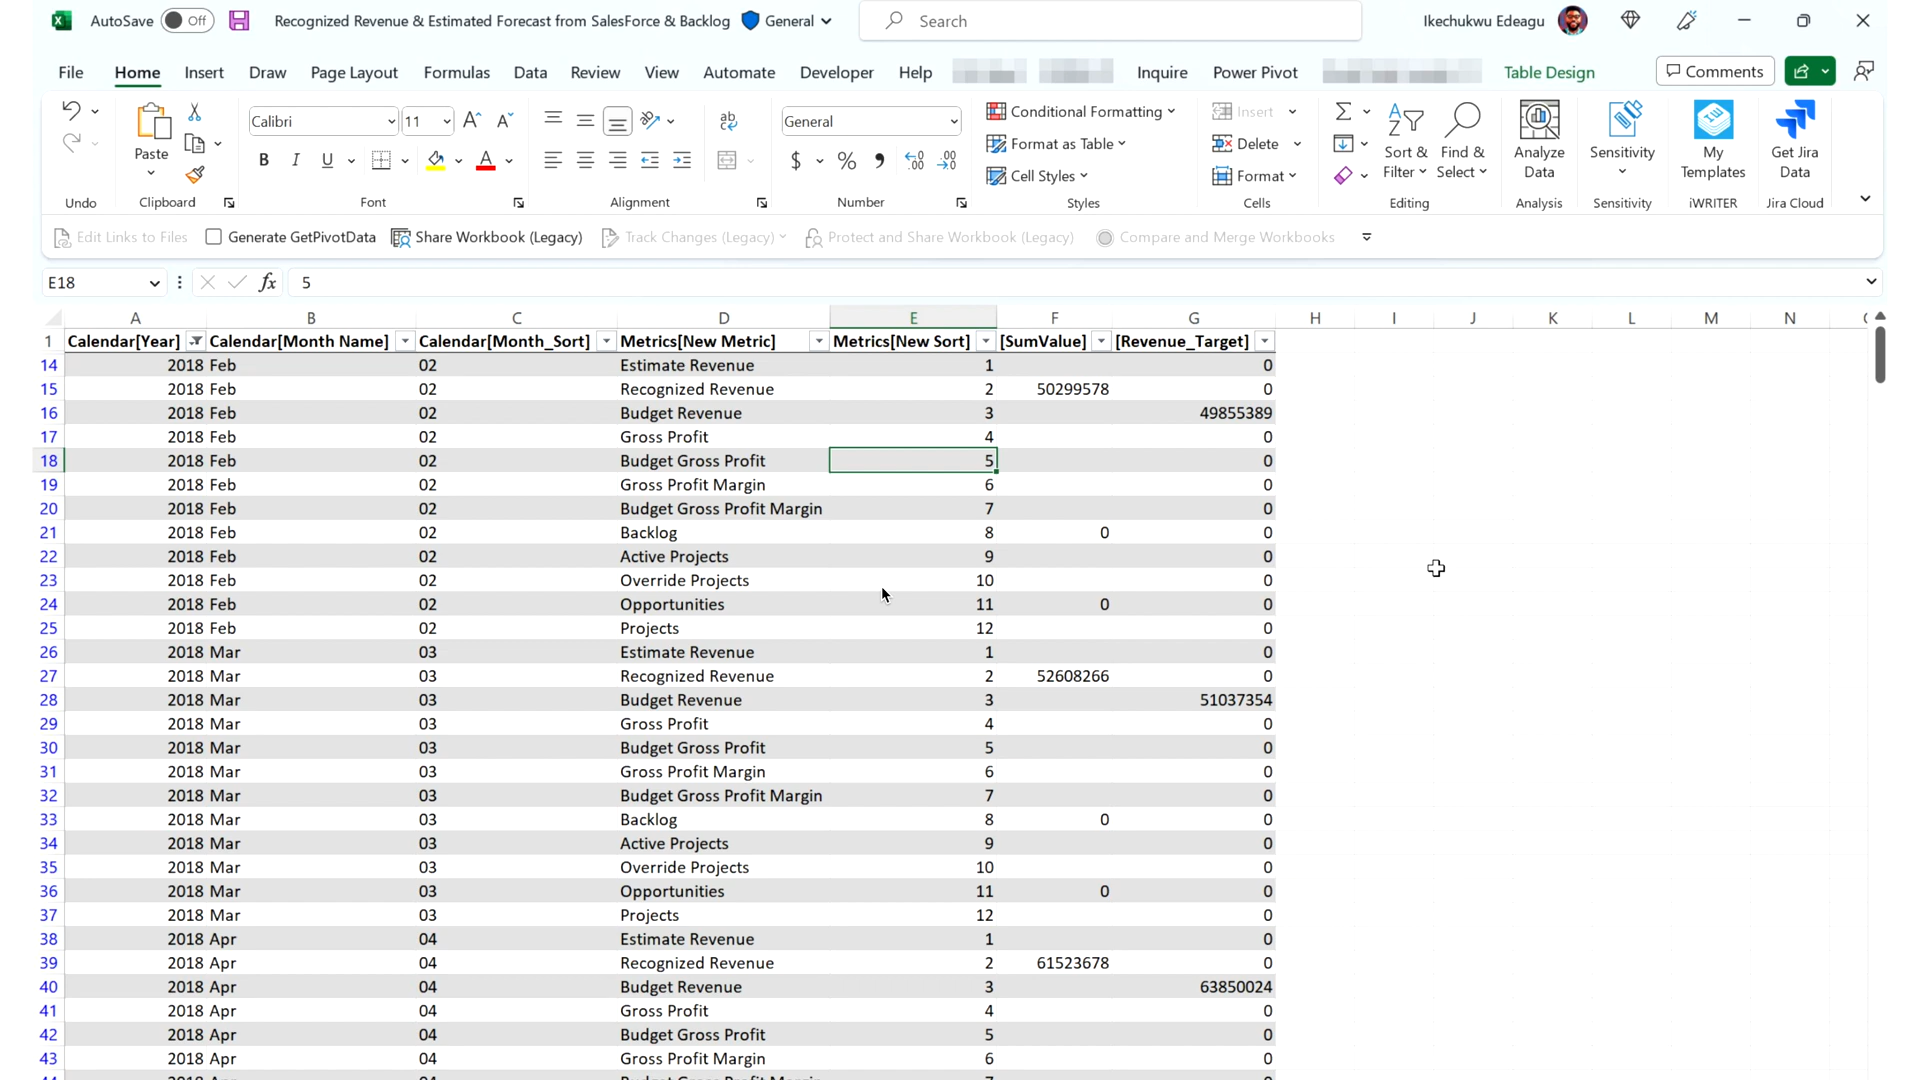 AutoSave Off Recognized Revenue & Estimated Forecast from SalesForce & Backlog General Search Ikechukwu Edeagu
File Home Insert Draw Page Layout Formulas Data Review View Automate Developer Help Inquire Power Pivot Table Design Comments
Calibri 11 General Conditional Formatting Insert
Paste Format as Table Delete Sort & Filter Find & Select Analyze Data Sensitivity My Templates Get Jira Data
B I U A $ % Cell Styles Format
Undo Clipboard Font Alignment Number Styles Cells Editing Analysis Sensitivity iWRITER Jira Cloud
Edit Links to Files Generate GetPivotData Share Workbook (Legacy) Track Changes (Legacy) Protect and Share Workbook (Legacy) Compare and Merge Workbooks
E18 fx 5
A B C D E F G H I J K L M N
1 Calendar[Year] Calendar[Month Name] Calendar[Month_Sort] Metrics[New Metric] Metrics[New Sort] [SumValue] [Revenue_Target]
14 2018 Feb 02 Estimate Revenue 1 0
15 2018 Feb 02 Recognized Revenue 2 50299578 0
16 2018 Feb 02 Budget Revenue 3 49855389
17 2018 Feb 02 Gross Profit 4 0
18 2018 Feb 02 Budget Gross Profit 5 0
19 2018 Feb 02 Gross Profit Margin 6 0
20 2018 Feb 02 Budget Gross Profit Margin 7 0
21 2018 Feb 02 Backlog 8 0 0
22 2018 Feb 02 Active Projects 9 0
23 2018 Feb 02 Override Projects 10 0
24 2018 Feb 02 Opportunities 11 0 0
25 2018 Feb 02 Projects 12 0
26 2018 Mar 03 Estimate Revenue 1 0
27 2018 Mar 03 Recognized Revenue 2 52608266 0
28 2018 Mar 03 Budget Revenue 3 51037354
29 2018 Mar 03 Gross Profit 4 0
30 2018 Mar 03 Budget Gross Profit 5 0
31 2018 Mar 03 Gross Profit Margin 6 0
32 2018 Mar 03 Budget Gross Profit Margin 7 0
33 2018 Mar 03 Backlog 8 0 0
34 2018 Mar 03 Active Projects 9 0
35 2018 Mar 03 Override Projects 10 0
36 2018 Mar 03 Opportunities 11 0 0
37 2018 Mar 03 Projects 12 0
38 2018 Apr 04 Estimate Revenue 1 0
39 2018 Apr 04 Recognized Revenue 2 61523678 0
40 2018 Apr 04 Budget Revenue 3 63850024
41 2018 Apr 04 Gross Profit 4 0
42 2018 Apr 04 Budget Gross Profit 5 0
43 2018 Apr 04 Gross Profit Margin 6 0